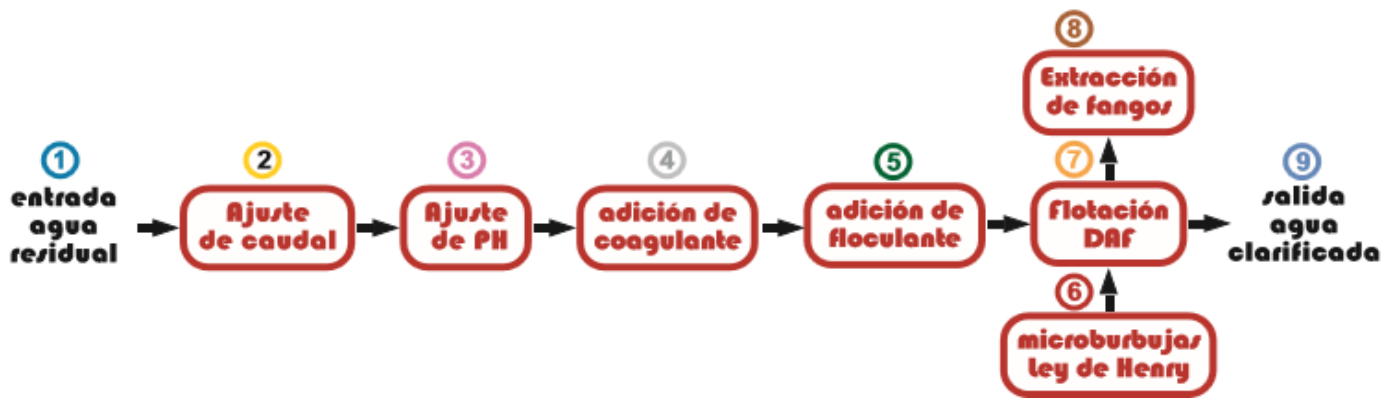 1
entrada
agua
residual
2
Ajuste
de caudal
3
Ajuste
de PH
4
adición de
coagulante
5
adición de
floculante
6
microburbujas
Ley de Henry
7
Flotación
DAF
8
Extracción
de fangos
9
salida
agua
clarificada